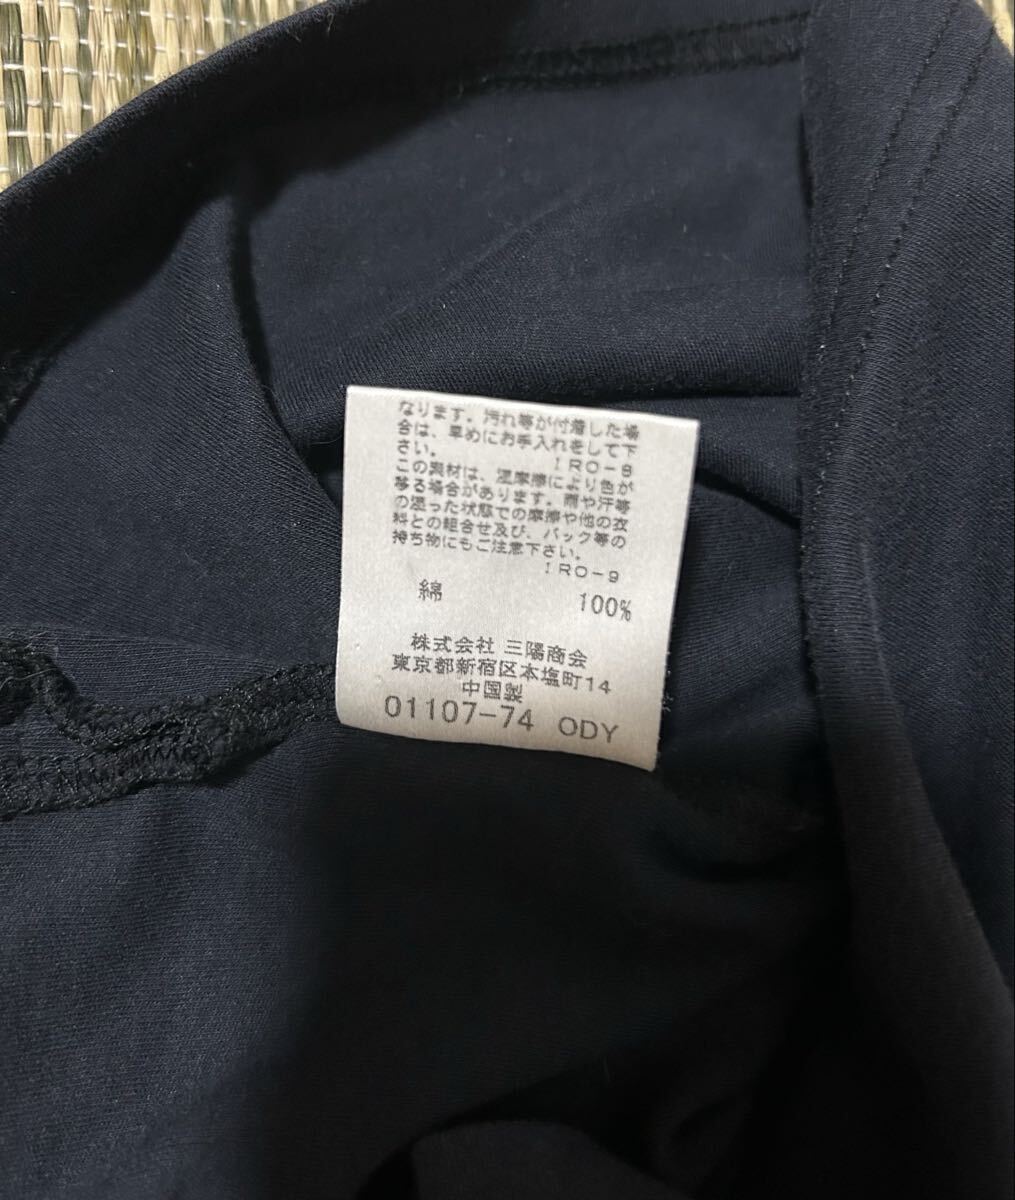 なります。汚れ等が付着した場
合は、早めにお手入れをして下
さい。 IRO-8
この素材は、湿摩擦により色が
移る場合があります。雨や汗等
の湿った状態での摩擦や他の衣
料との組合せ及び、バック等の
持ち物にもご注意下さい。
IRO-9
綿 100%
株式会社 三陽商会
東京都新宿区本塩町14
中国製
01107-74 ODY